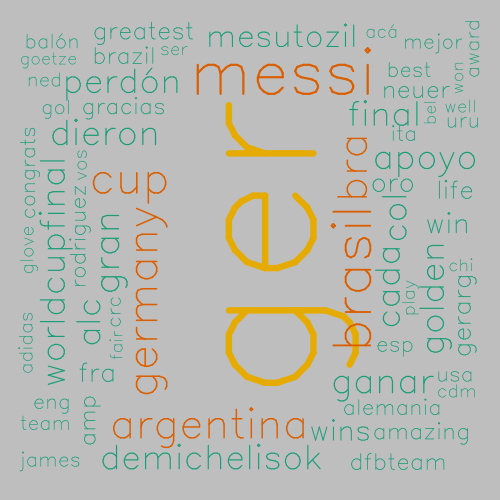 greatest
balón
mesutozil
acá
mejor
award
goetze
brazil
ser
ned
perdón
messi
best
won
neuer
gol
gracias
final
bel
well
uru
dieron
ita
congrats
vos
cup
bra
apoyo
oro
life
col
win
worldcupfinal
rodriguez
gran
germany
ger
brasil
cada
golden
chi
gerargi
glove
play
adidas
alc
crc
fair
esp
fra
ganar
usa
cdm
eng
amp
alemania
team
argentina
wins
amazing
james
demichelisok
dfbteam